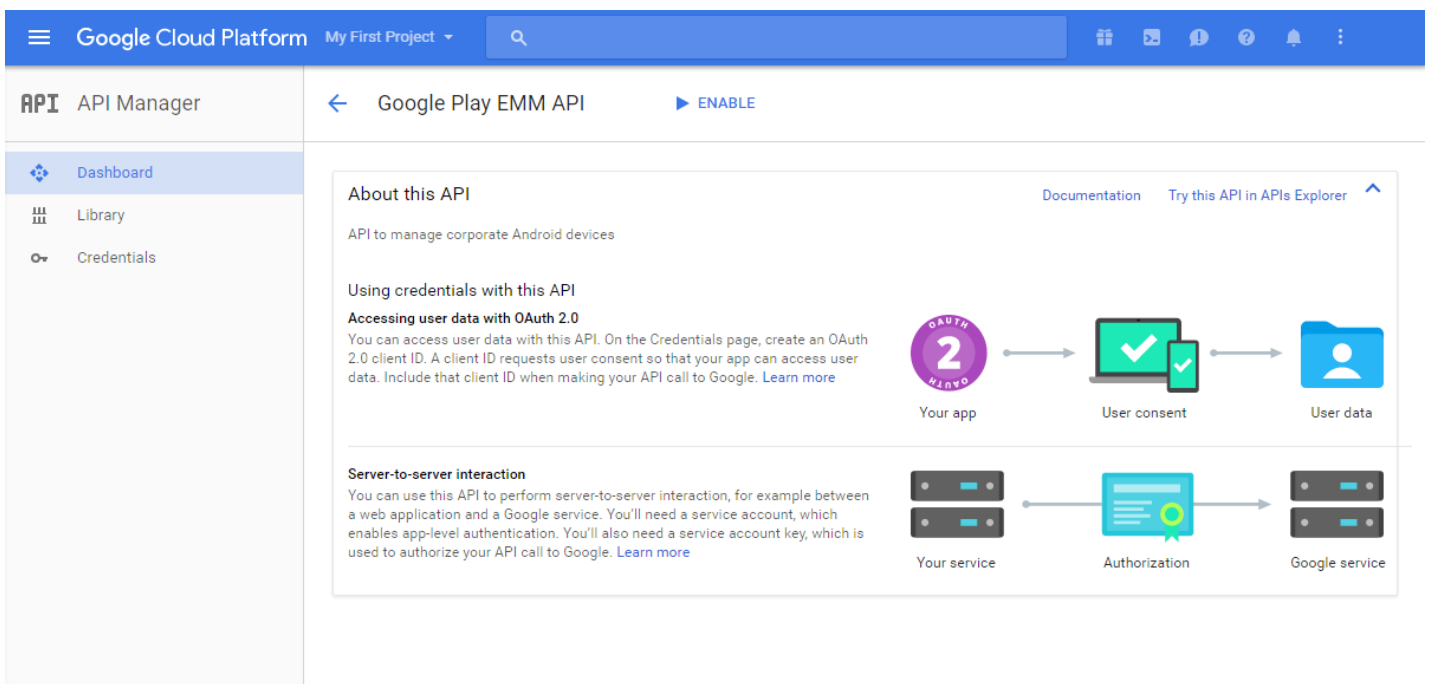 Google Cloud Platform My First Project
API API Manager
Google Play EMM API ENABLE
Dashboard
Library
Credentials
About this API
Documentation Try this API in APIs Explorer
API to manage corporate Android devices
Using credentials with this API
Accessing user data with OAuth 2.0
You can access user data with this API. On the Credentials page, create an OAuth
2.0 client ID. A client ID requests user consent so that your app can access user
data. Include that client ID when making your API call to Google. Learn more
OAUTH
2
OAUTH
Your app User consent User data
Server-to-server interaction
You can use this API to perform server-to-server interaction, for example between
a web application and a Google service. You'll need a service account, which
enables app-level authentication. You'll also need a service account key, which is
used to authorize your API call to Google. Learn more
Your service Authorization Google service